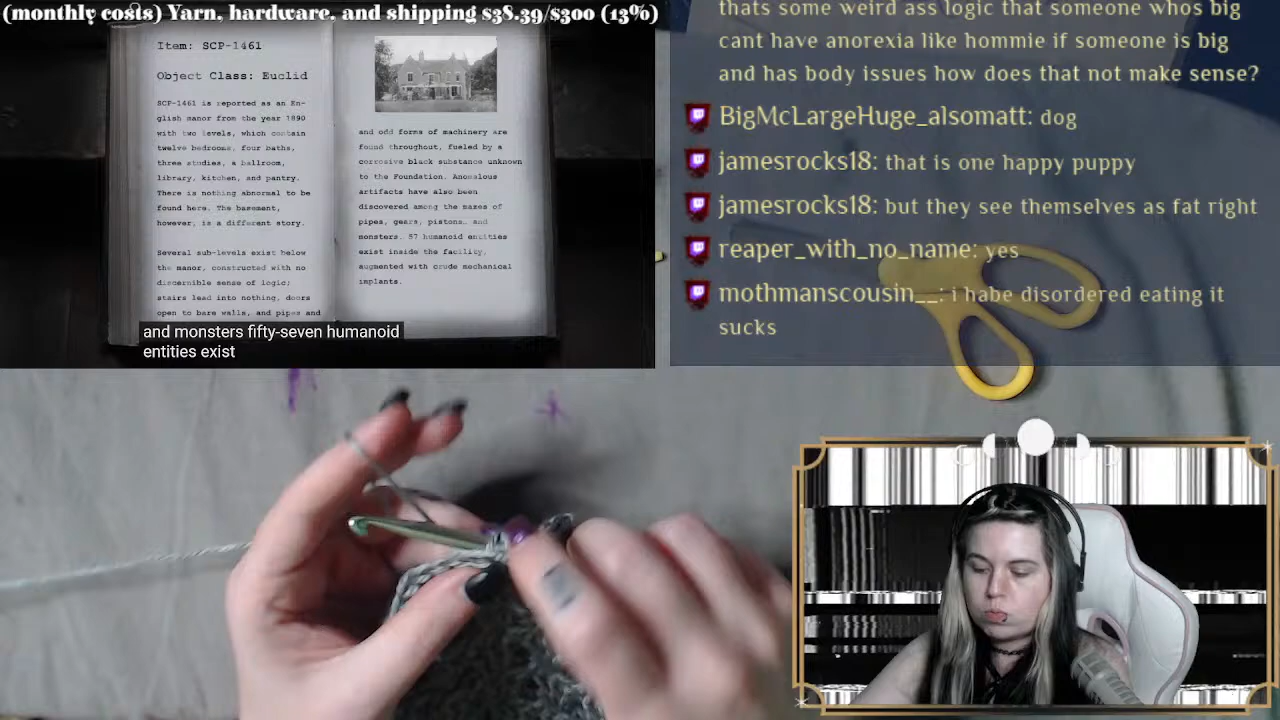 (monthly costs) Yarn, hardware, and shipping $38.39/$300 (13%)
Item: SCP-1461
Object Class: Euclid
SCP-1461 is reported as an En-
glish manor from the year 1890
with two levels, which contain
twelve bedrooms, four baths,
three studies, a ballroom,
library, kitchen, and pantry.
There is nothing abnormal to be
found here. The basement,
however, is a different story.
Several sub-levels exist below
the manor, constructed with no
discernible sense of logic;
stairs lead into nothing, doors
open to bare walls, and pipes and
and odd forms of machinery are
found throughout, fueled by a
corrosive black substance unknown
to the Foundation. Anomalous
artifacts have also been
discovered among the mazes of
pipes, gears, pistons… and
monsters. 57 humanoid entities
exist inside the facility,
augmented with crude mechanical
implants.
and monsters fifty-seven humanoid
entities exist
thats some weird ass logic that someone whos big
cant have anorexia like hommie if someone is big
and has body issues how does that not make sense?
BigMcLargeHuge_alsomatt: dog
jamesrocks18: that is one happy puppy
jamesrocks18: but they see themselves as fat right
reaper_with_no_name: yes
mothmanscousin__: i habe disordered eating it
sucks